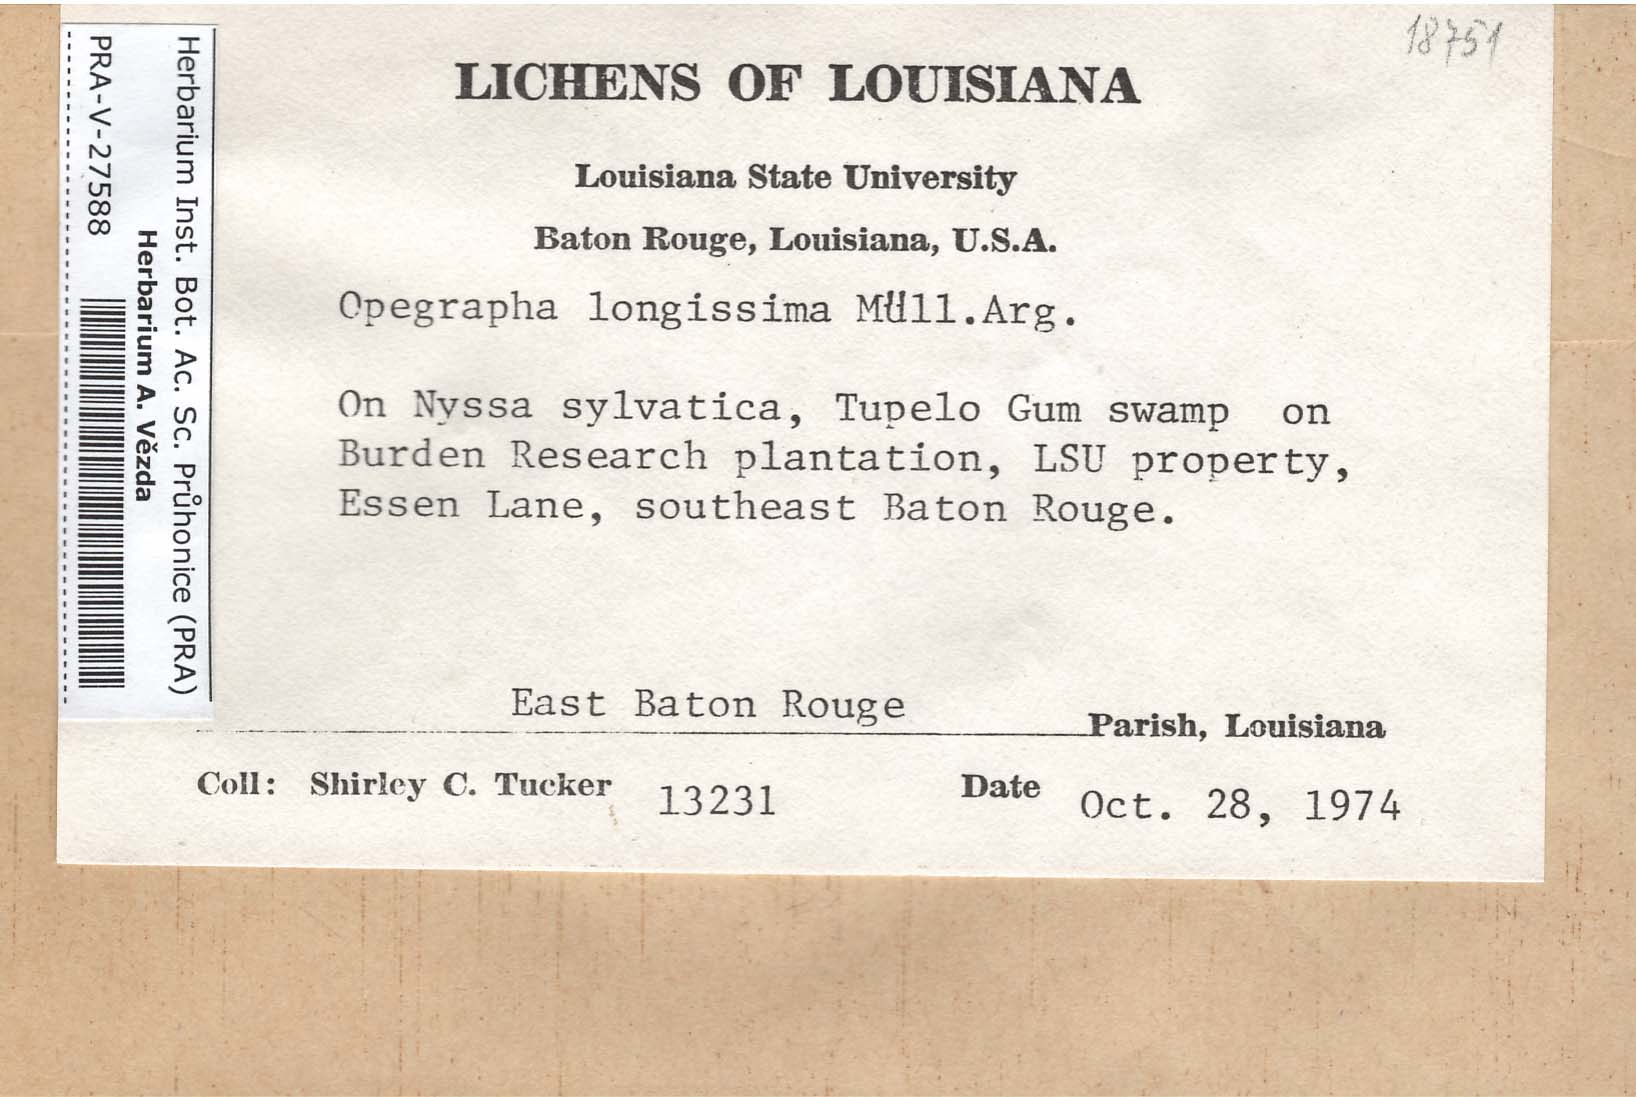 18751
LICHENS OF LOUISIANA
Louisiana State University
Baton Rouge, Louisiana, U.S.A.
Opegrapha longissima Müll.Arg.
On Nyssa sylvatica, Tupelo Gum swamp on
Burden Research plantation, LSU property,
Essen Lane, southeast Baton Rouge.
East Baton Rouge Parish, Louisiana
Coll: Shirley C. Tucker 13231 Date Oct. 28, 1974
Herbarium Inst. Bot. Ac. Sc. Průhonice (PRA)
Herbarium A. Vězda
PRA-V-27588